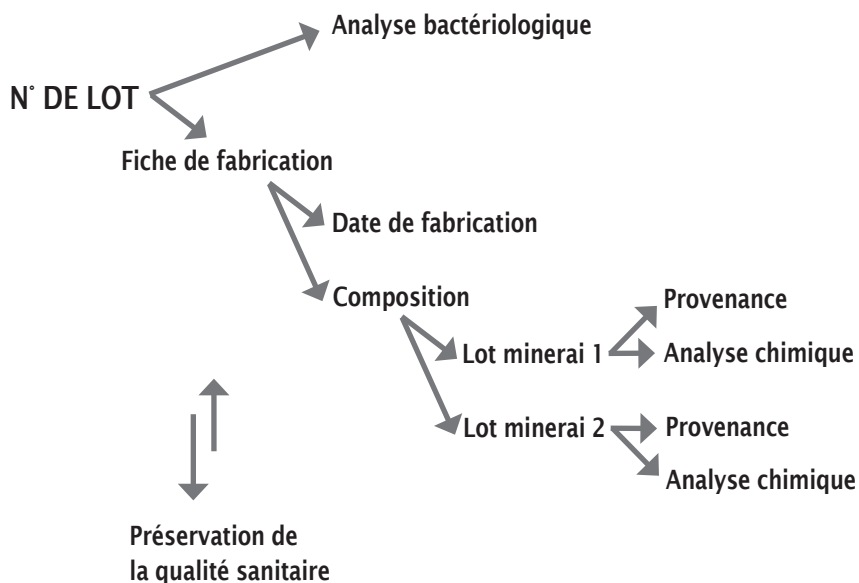 Analyse bactériologique
N° DE LOT
Fiche de fabrication
Date de fabrication
Composition
Provenance
Lot minerai 1
Analyse chimique
Lot minerai 2
Provenance
Analyse chimique
Préservation de
la qualité sanitaire